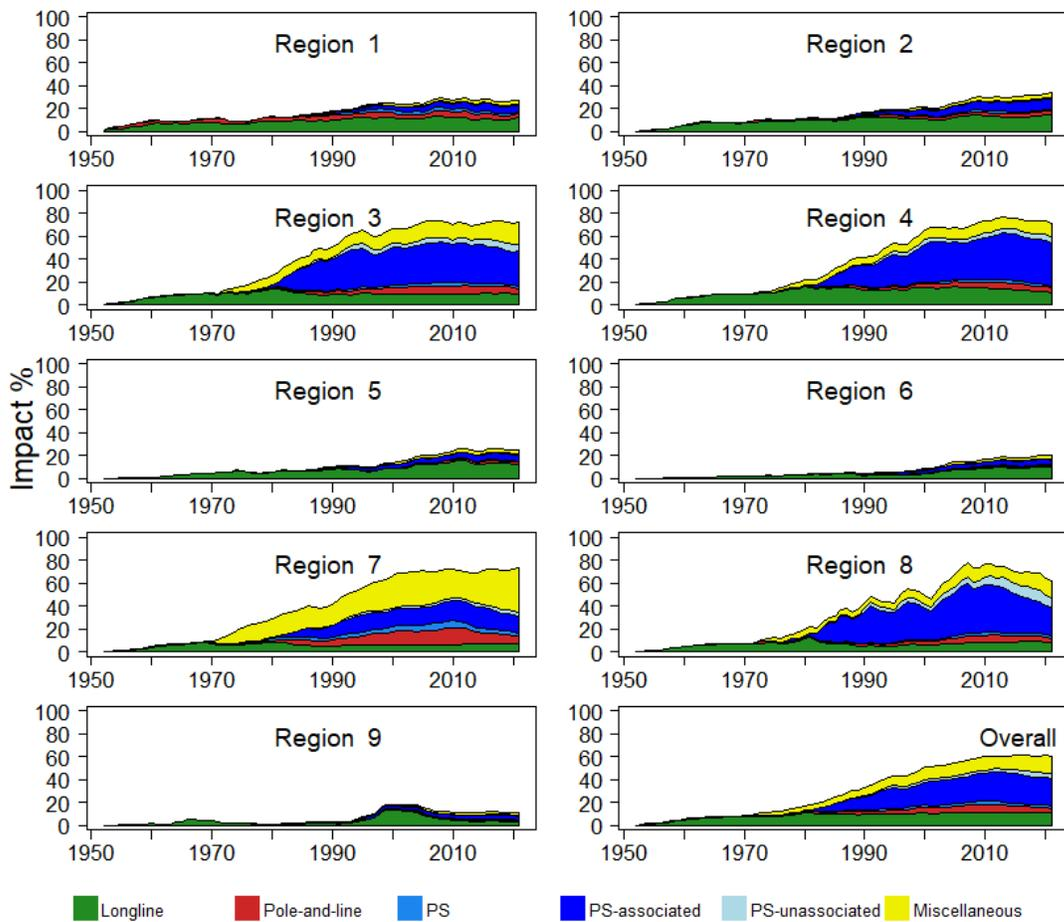 Impact %
Region 1
100
80
60
40
20
0
1950 1970 1990 2010
Region 2
100
80
60
40
20
0
1950 1970 1990 2010
Region 3
100
80
60
40
20
0
1950 1970 1990 2010
Region 4
100
80
60
40
20
0
1950 1970 1990 2010
Region 5
100
80
60
40
20
0
1950 1970 1990 2010
Region 6
100
80
60
40
20
0
1950 1970 1990 2010
Region 7
100
80
60
40
20
0
1950 1970 1990 2010
Region 8
100
80
60
40
20
0
1950 1970 1990 2010
Region 9
100
80
60
40
20
0
1950 1970 1990 2010
Overall
100
80
60
40
20
0
1950 1970 1990 2010
Longline Pole-and-line PS PS-associated PS-unassociated Miscellaneous